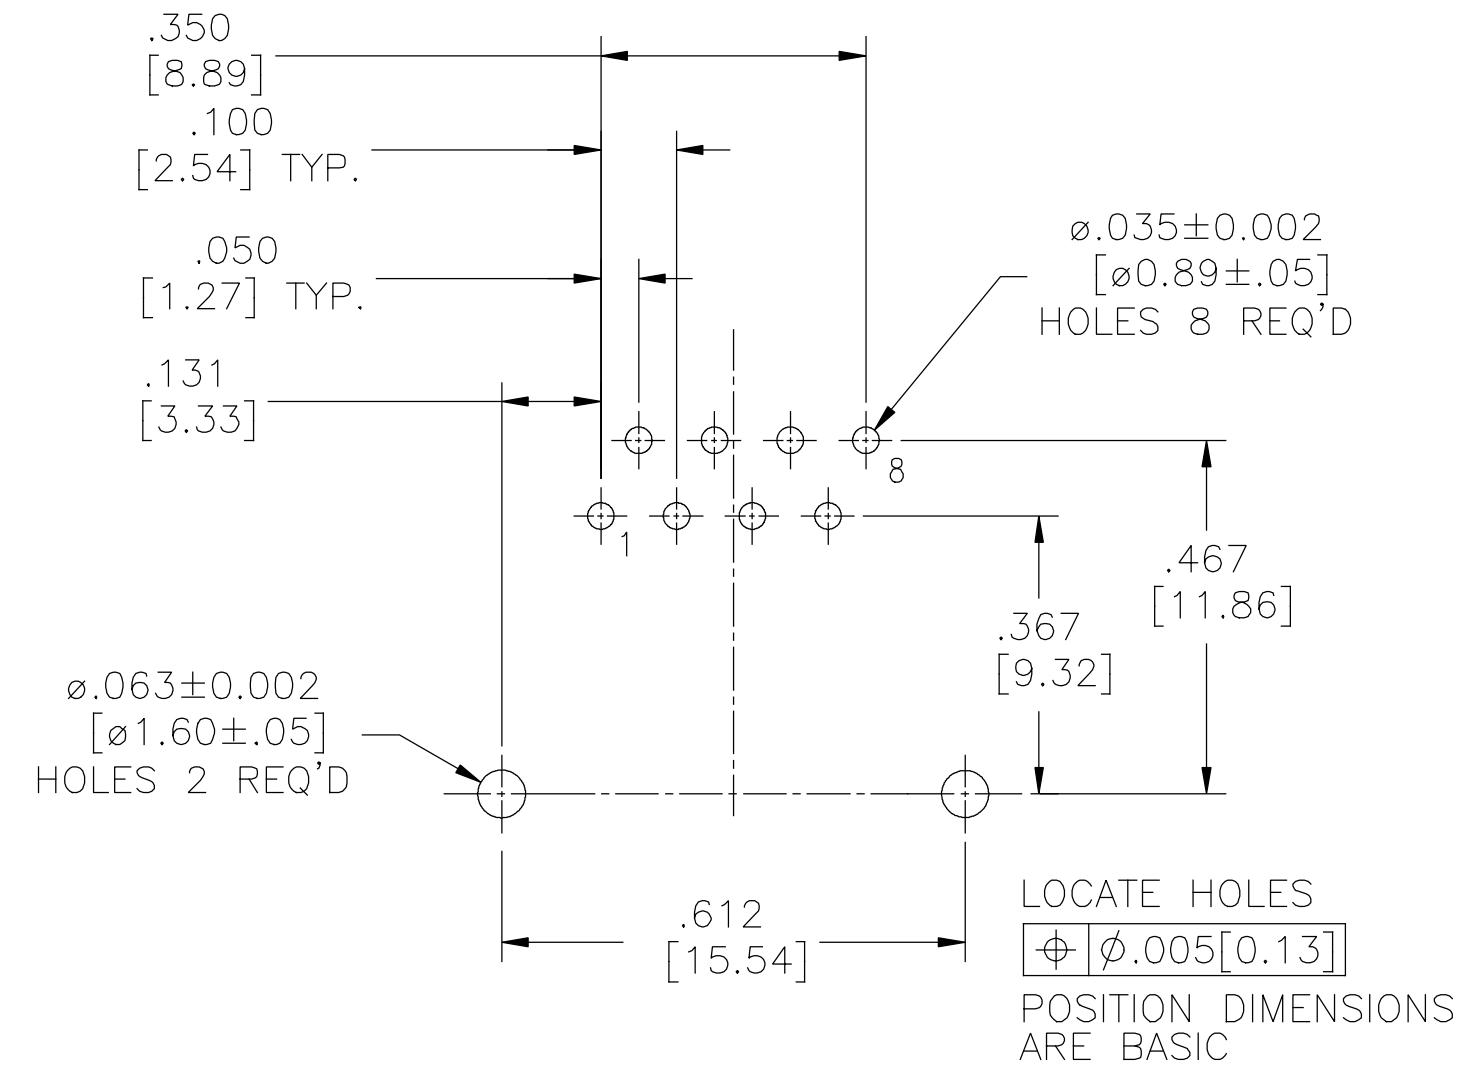 .350
[8.89]
.100
[2.54] TYP.
.050
[1.27] TYP.
.131
[3.33]
ø.035±0.002
[ø0.89±.05]
HOLES 8 REQ'D
8
1
.467
[11.86]
.367
[9.32]
ø.063±0.002
[ø1.60±.05]
HOLES 2 REQ'D
.612
[15.54]
LOCATE HOLES
⌖ ø.005[0.13]
POSITION DIMENSIONS
ARE BASIC